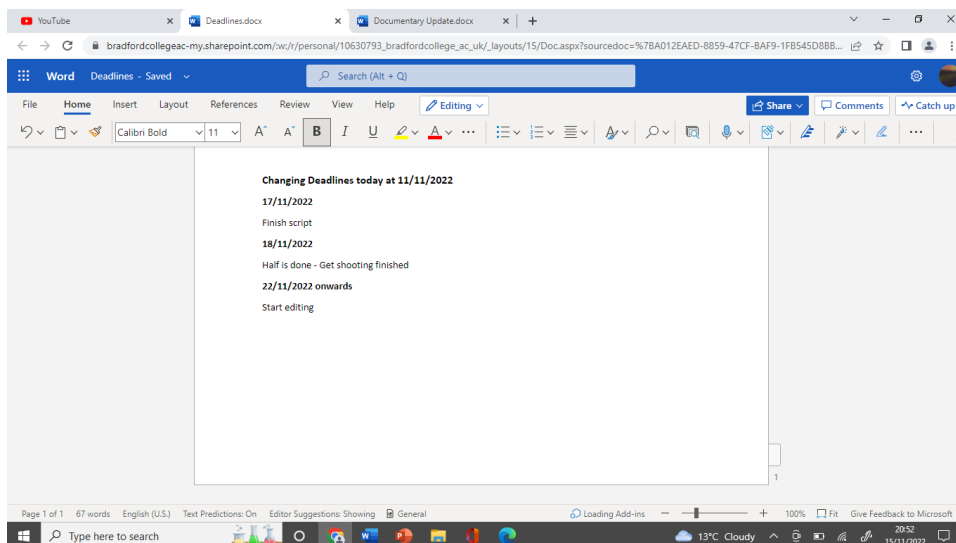 YouTube Deadlines.docx Documentary Update.docx
bradfordcollegeac-my.sharepoint.com/:w:/r/personal/10630793_bradfordcollege_ac_uk/_layouts/15/Doc.aspx?sourcedoc=%7BA012EAED-8859-47CF-8AF9-1FB545D8BB...
Word Deadlines - Saved Search (Alt + Q)
File Home Insert Layout References Review View Help Editing Share Comments Catch up
Calibri Bold 11 A A B I U A
Changing Deadlines today at 11/11/2022
17/11/2022
Finish script
18/11/2022
Half is done - Get shooting finished
22/11/2022 onwards
Start editing
1
Page 1 of 1 67 words English (U.S.) Text Predictions: On Editor Suggestions: Showing General Loading Add-ins 100% Fit Give Feedback to Microsoft
Type here to search 13°C Cloudy 20:52
15/11/2022